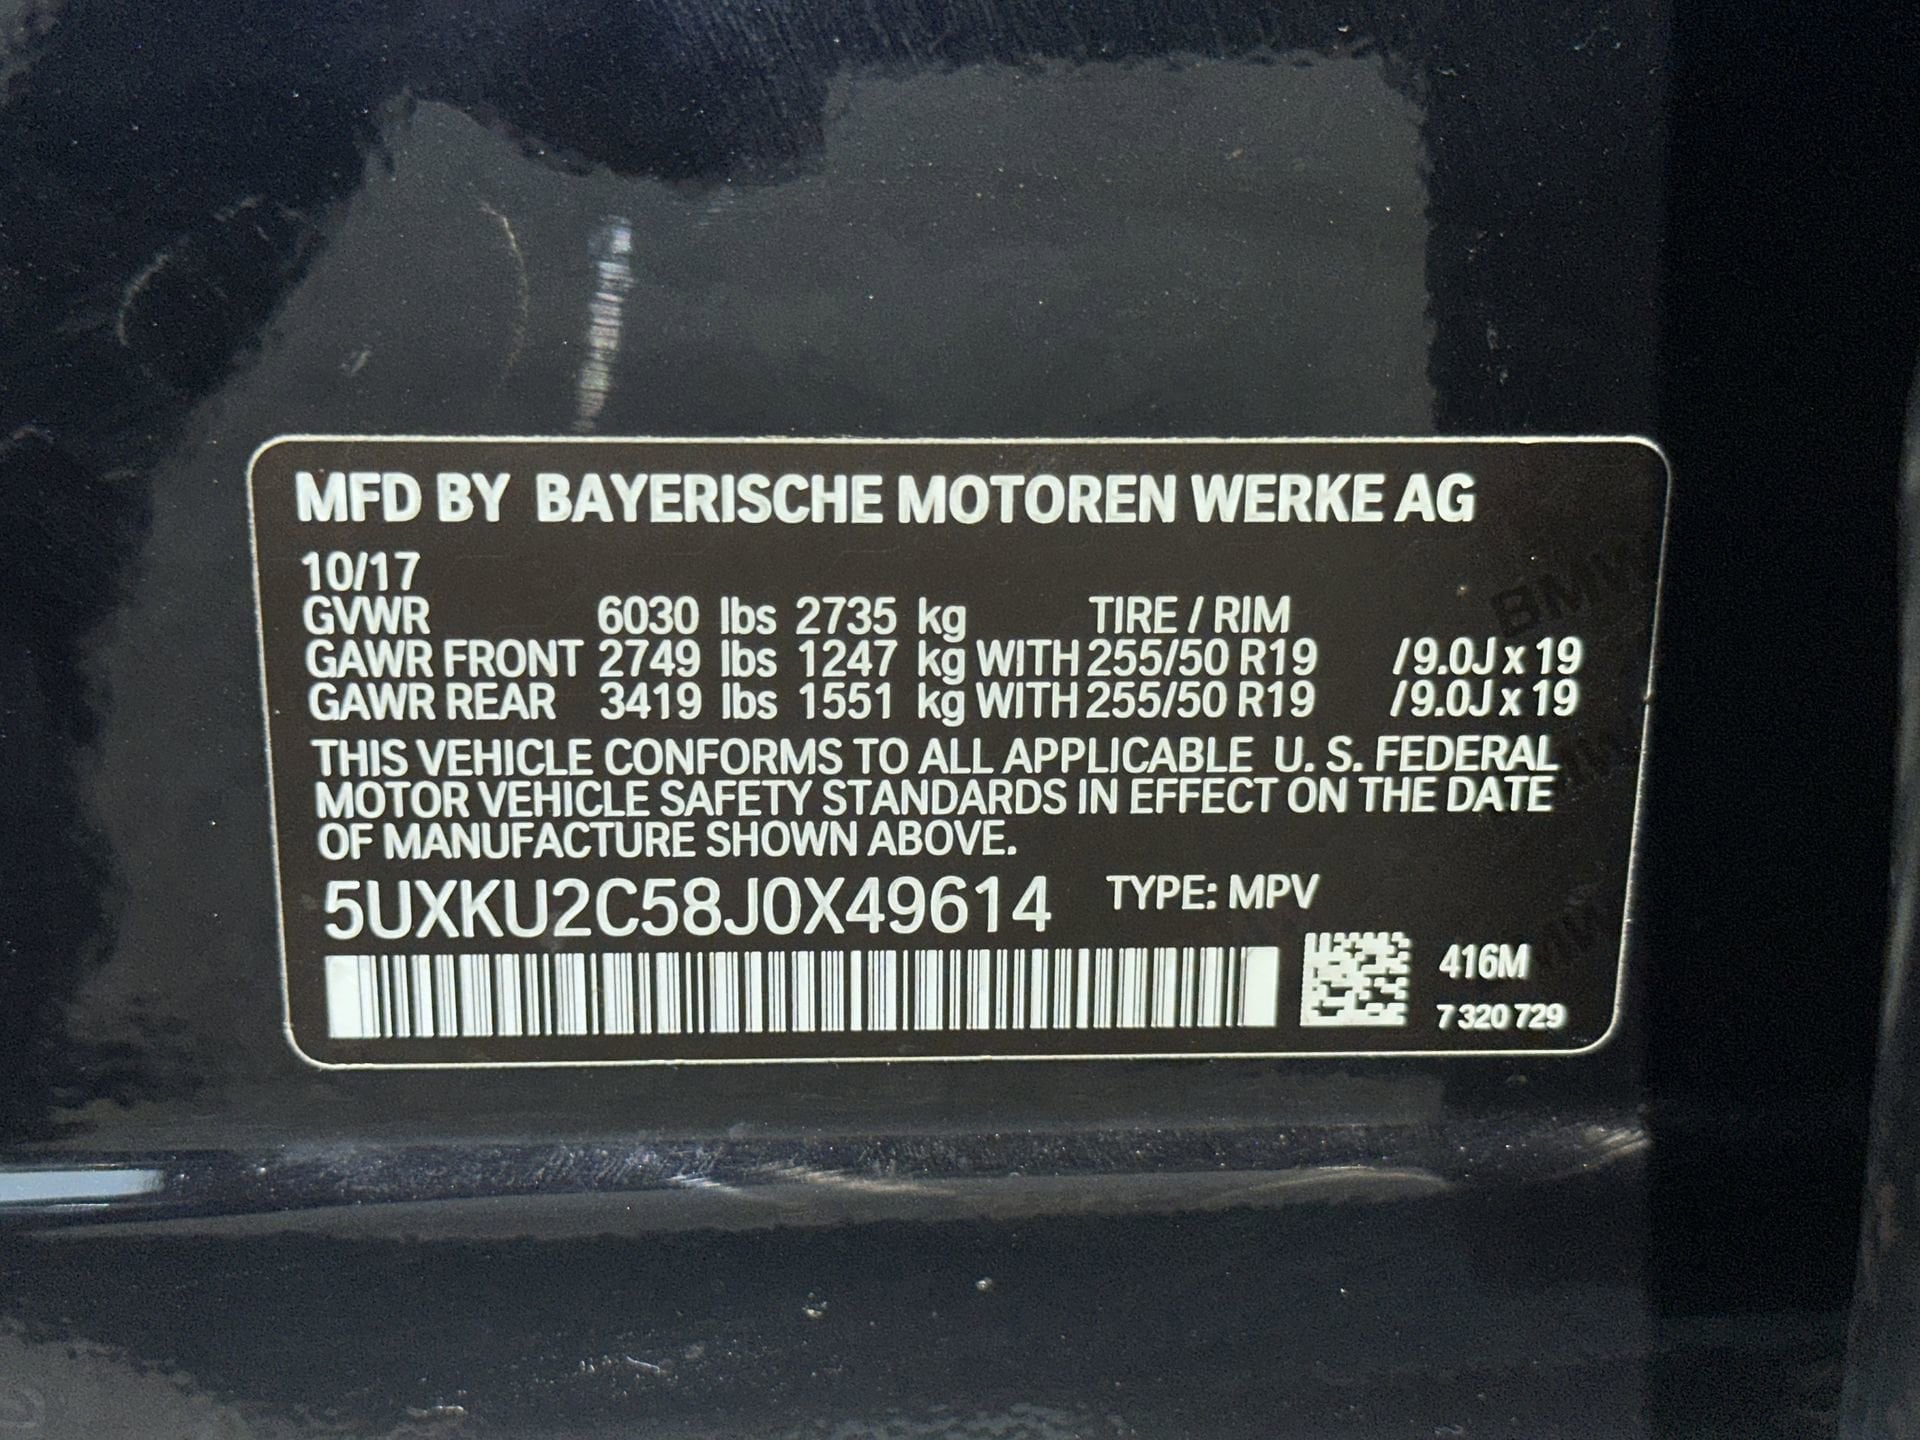 MFD BY BAYERISCHE MOTOREN WERKE AG
10/17
GVWR 6030 lbs 2735 kg TIRE / RIM
GAWR FRONT 2749 lbs 1247 kg WITH 255/50 R19 /9.0J x 19
GAWR REAR 3419 lbs 1551 kg WITH 255/50 R19 /9.0J x 19
THIS VEHICLE CONFORMS TO ALL APPLICABLE U. S. FEDERAL
MOTOR VEHICLE SAFETY STANDARDS IN EFFECT ON THE DATE
OF MANUFACTURE SHOWN ABOVE.
5UXKU2C58J0X49614 TYPE: MPV
416M
7 320 729
BMW